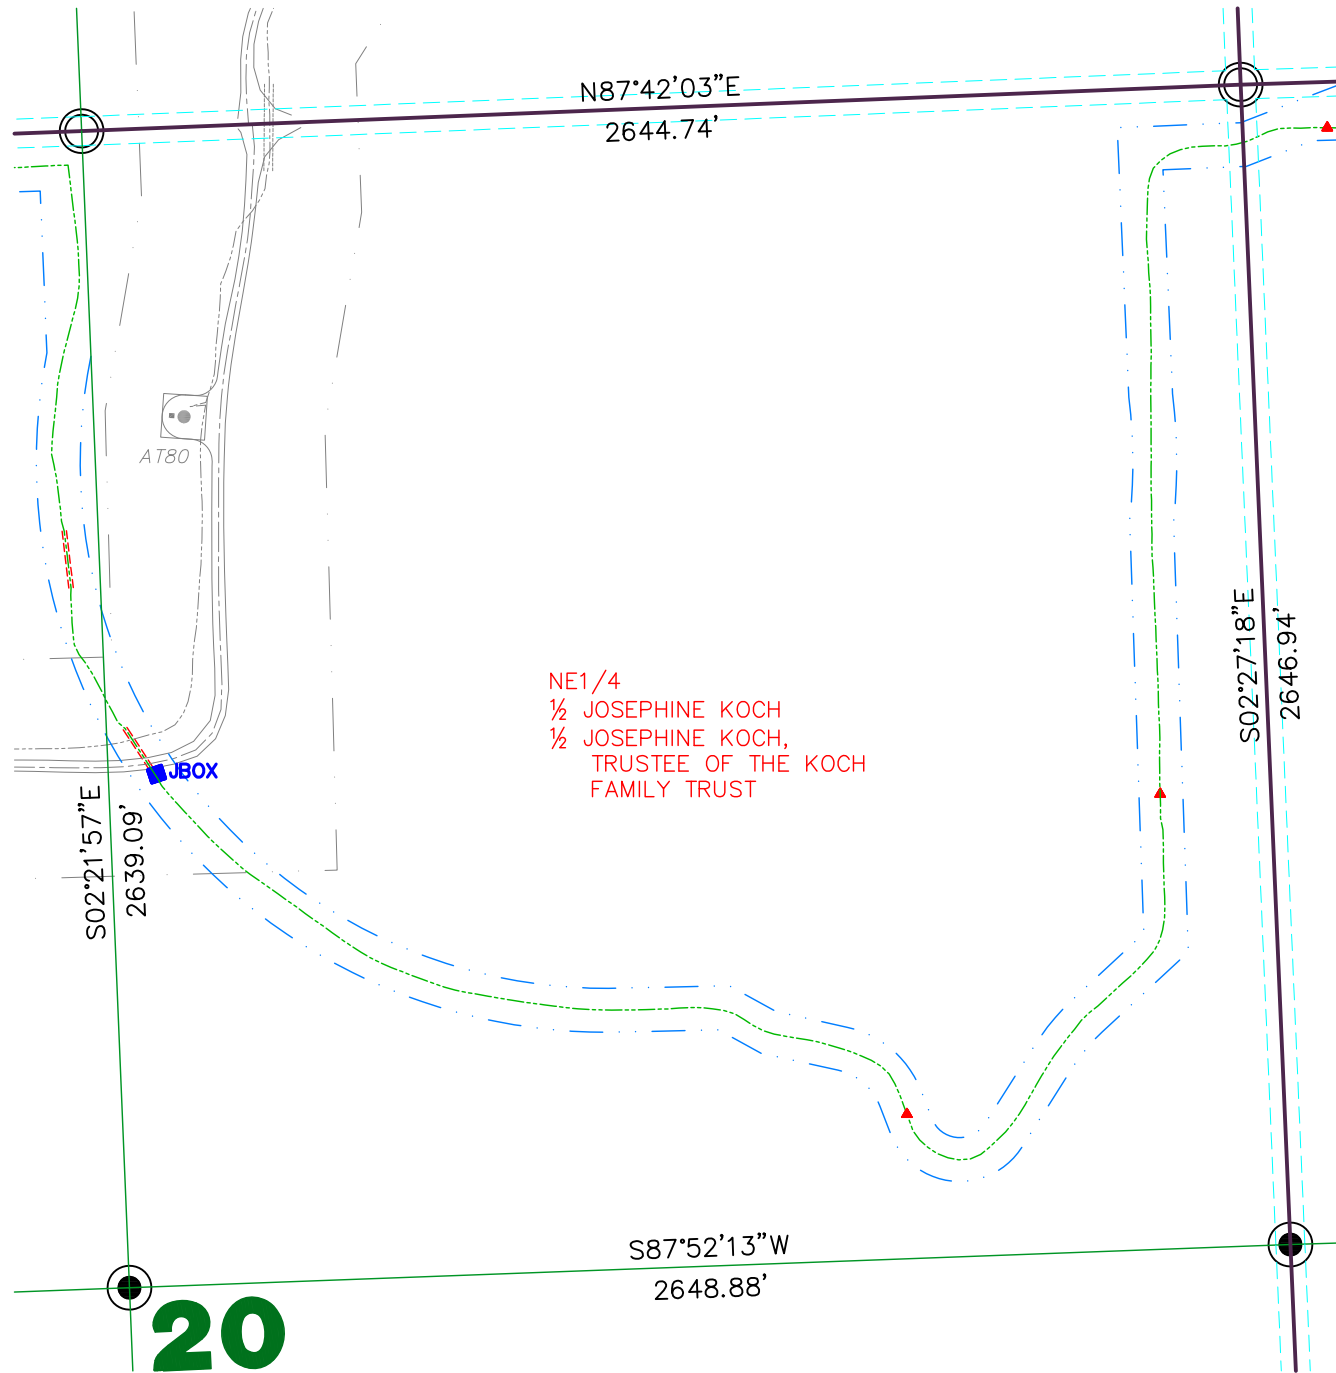 N87°42'03"E
2644.74'
AT80
S02°27'18"E
2646.94'
NE1/4
½ JOSEPHINE KOCH
½ JOSEPHINE KOCH,
TRUSTEE OF THE KOCH
FAMILY TRUST
JBOX
S02°21'57"E
2639.09'
S87°52'13"W
2648.88'
20